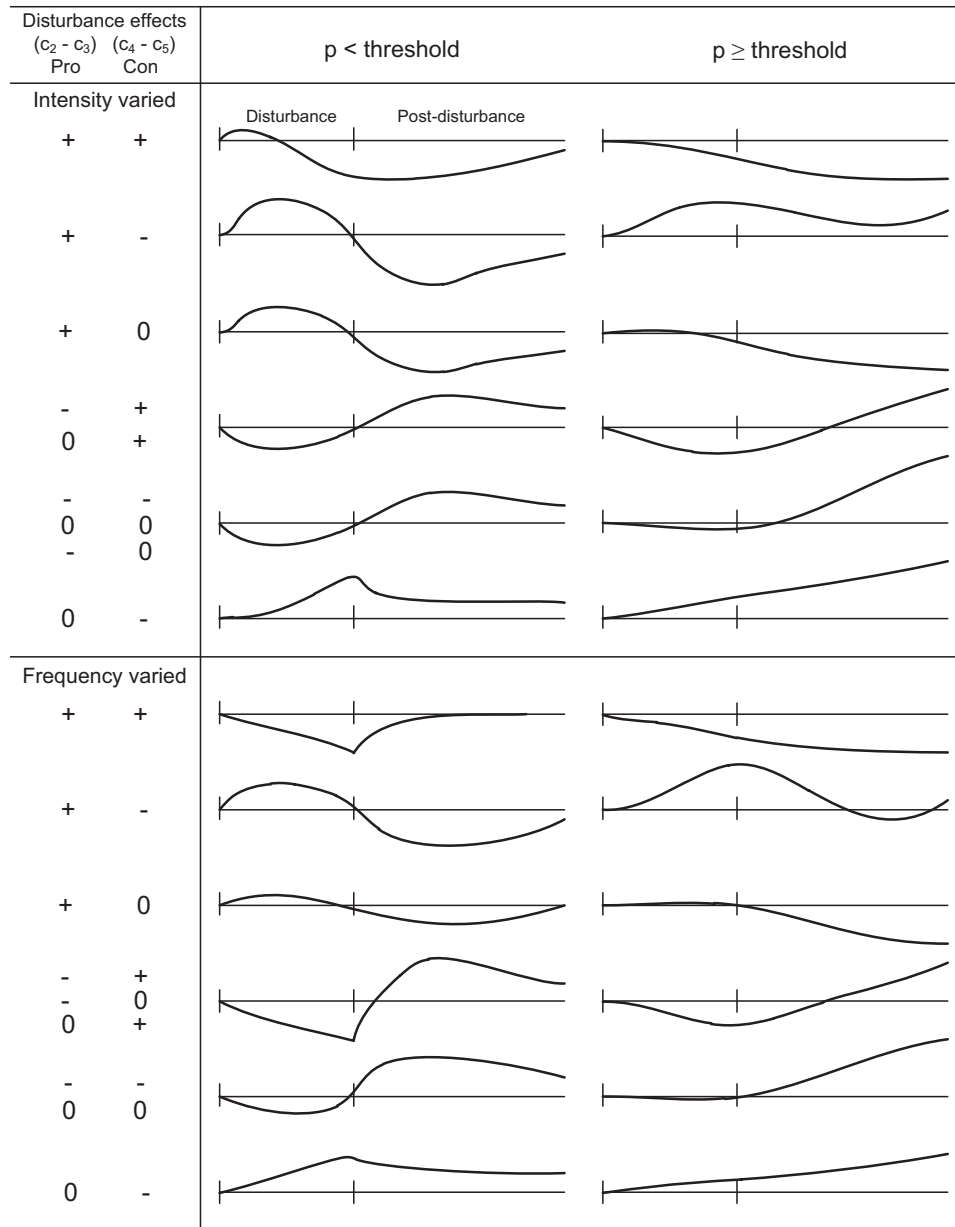 Disturbance effects
(c2 - c3) (c4 - c5)
Pro Con
p < threshold
p ≥ threshold
Intensity varied
Disturbance Post-disturbance
+ +
+ -
+ 0
- +
0 +
- -
0 0
- 0
0 -
Frequency varied
+ +
+ -
+ 0
- +
- 0
0 +
- -
0 0
0 -